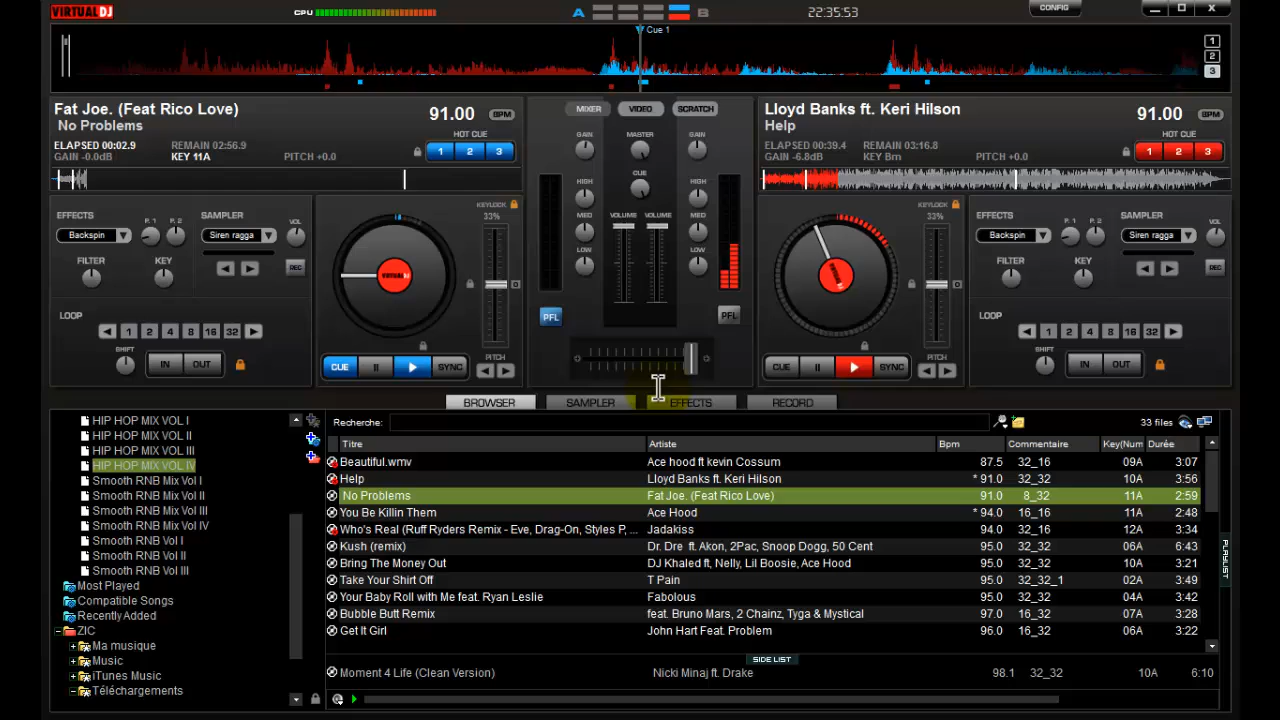 VIRTUAL DJ
CPU
A
B
22:35:53
CONFIG
Cue 1
1
2
3
Fat Joe. (Feat Rico Love)
No Problems
91.00
BPM
ELAPSED 00:02.9
REMAIN 02:56.9
GAIN -0.0dB
KEY 11A
PITCH +0.0
HOT CUE
1 2 3
MIXER
VIDEO
SCRATCH
GAIN
MASTER
GAIN
CUE
HIGH
HIGH
MED
VOLUME
VOLUME
MED
LOW
LOW
PFL
PFL
Lloyd Banks ft. Keri Hilson
Help
91.00
BPM
ELAPSED 00:39.4
REMAIN 03:16.8
GAIN -6.8dB
KEY Bm
PITCH +0.0
HOT CUE
1 2 3
EFFECTS
P. 1
P. 2
SAMPLER
VOL
Backspin
Siren ragga
FILTER
KEY
REC
LOOP
1 2 4 8 16 32
SHIFT
IN
OUT
KEYLOCK
33%
VIRTUALDJ
CUE
SYNC
PITCH
KEYLOCK
33%
VIRTUALDJ
CUE
SYNC
PITCH
EFFECTS
P. 1
P. 2
SAMPLER
VOL
Backspin
Siren ragga
FILTER
KEY
REC
LOOP
1 2 4 8 16 32
SHIFT
IN
OUT
BROWSER
SAMPLER
EFFECTS
RECORD
HIP HOP MIX VOL I
HIP HOP MIX VOL II
HIP HOP MIX VOL III
HIP HOP MIX VOL IV
Smooth RNB Mix Vol I
Smooth RNB Mix Vol II
Smooth RNB Mix Vol III
Smooth RNB Mix Vol IV
Smooth RNB Vol I
Smooth RNB Vol II
Smooth RNB Vol III
Most Played
Compatible Songs
Recently Added
ZIC
Ma musique
Music
iTunes Music
Téléchargements
Recherche:
33 files
Titre Artiste Bpm Commentaire Key(Num Durée
Beautiful.wmv Ace hood ft kevin Cossum 87.5 32_16 09A 3:07
Help Lloyd Banks ft. Keri Hilson * 91.0 32_32 10A 3:56
No Problems Fat Joe. (Feat Rico Love) 91.0 8_32 11A 2:59
You Be Killin Them Ace Hood * 94.0 16_16 11A 2:48
Who's Real (Ruff Ryders Remix - Eve, Drag-On, Styles P, ... Jadakiss 94.0 16_32 12A 3:34
Kush (remix) Dr. Dre ft. Akon, 2Pac, Snoop Dogg, 50 Cent 95.0 32_32 06A 6:43
Bring The Money Out DJ Khaled ft, Nelly, Lil Boosie, Ace Hood 95.0 32_32 10A 3:21
Take Your Shirt Off T Pain 95.0 32_32_1 02A 3:49
Your Baby Roll with Me feat. Ryan Leslie Fabolous 95.0 32_32 04A 3:42
Bubble Butt Remix feat. Bruno Mars, 2 Chainz, Tyga & Mystical 97.0 16_32 07A 3:28
Get It Girl John Hart Feat. Problem 96.0 16_32 06A 3:22
SIDE LIST
Moment 4 Life (Clean Version) Nicki Minaj ft. Drake 98.1 32_32 10A 6:10
PLAYLIST